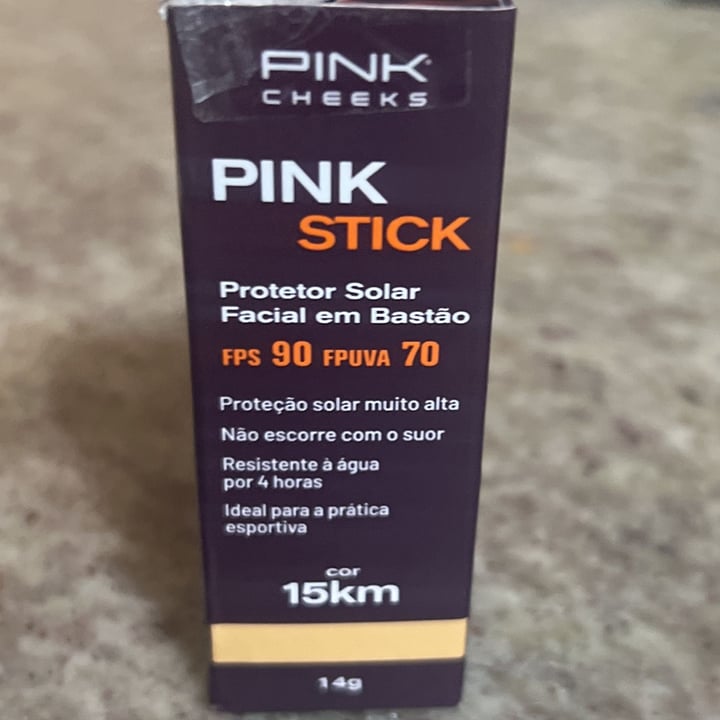 PINK
CHEEKS
PINK
STICK
Protetor Solar
Facial em Bastão
FPS 90 FPUVA 70
Proteção solar muito alta
Não escorre com o suor
Resistente à água
por 4 horas
Ideal para a prática
esportiva
cor
15km
14g